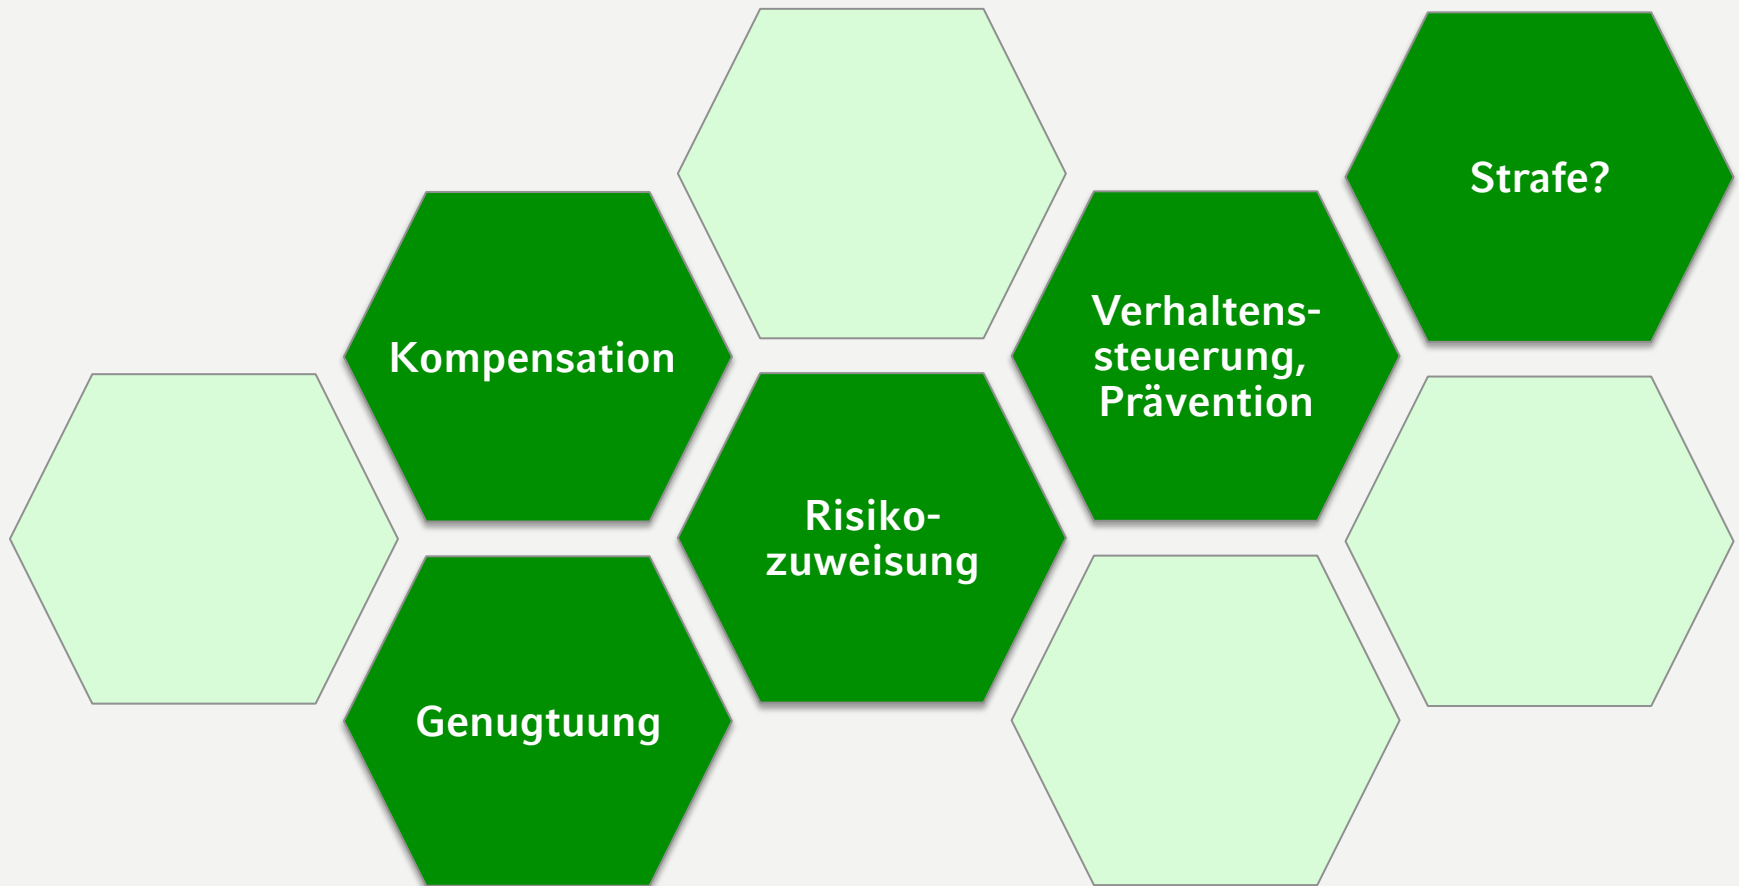 Strafe?
Kompensation
Verhaltens-
steuerung,
Prävention
Risiko-
zuweisung
Genugtuung